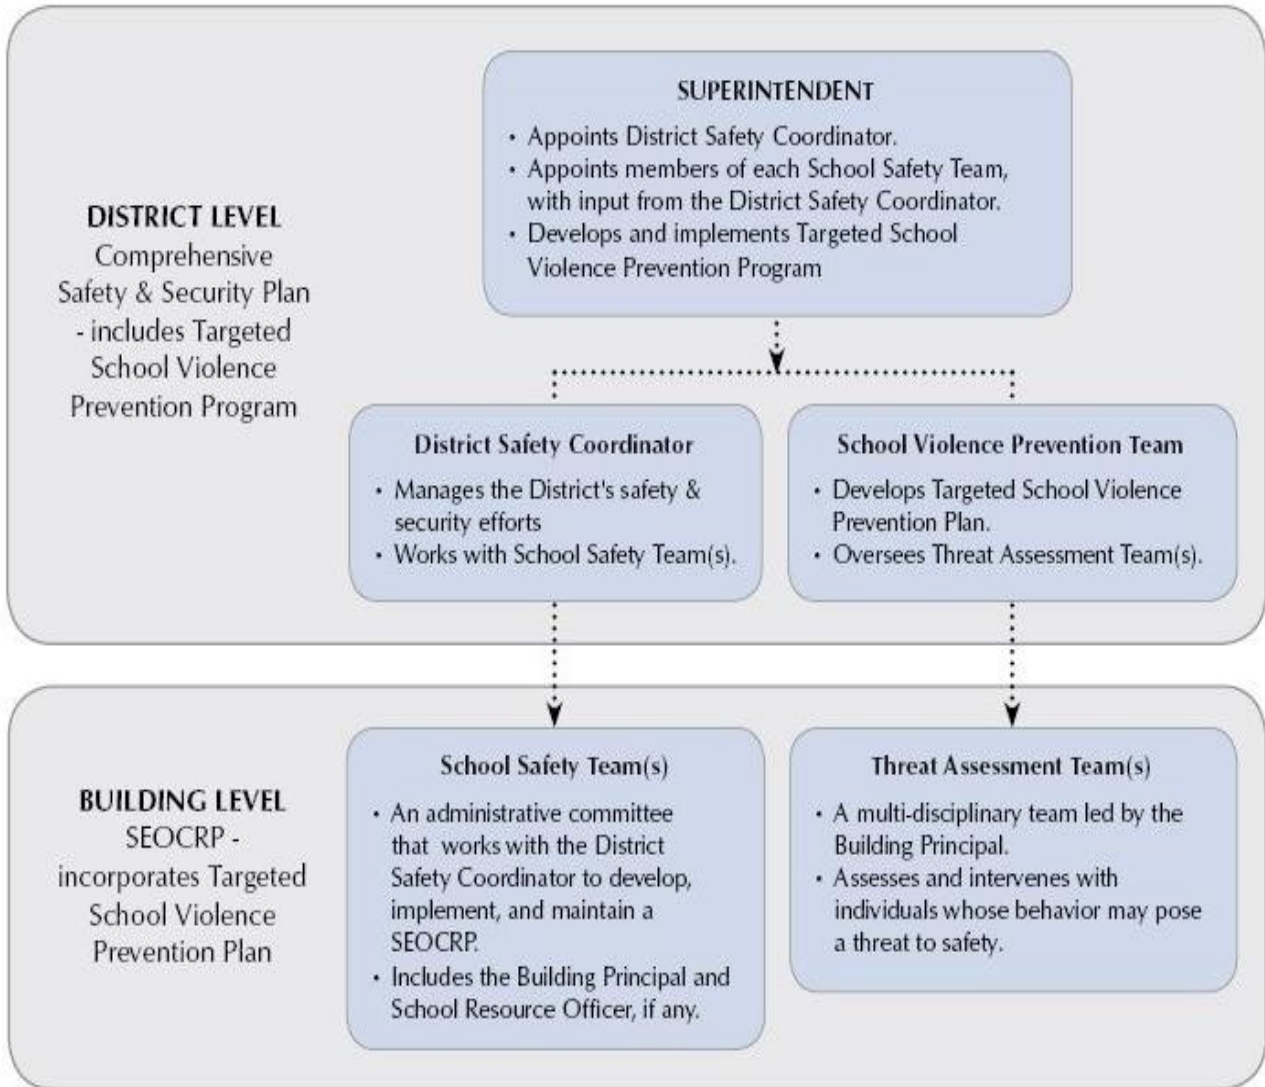 DISTRICT LEVEL
Comprehensive
Safety & Security Plan
- includes Targeted
School Violence
Prevention Program
SUPERINTENDENT
• Appoints District Safety Coordinator.
• Appoints members of each School Safety Team,
with input from the District Safety Coordinator.
• Develops and implements Targeted School
Violence Prevention Program
District Safety Coordinator
• Manages the District's safety &
security efforts
• Works with School Safety Team(s).
School Violence Prevention Team
• Develops Targeted School Violence
Prevention Plan.
• Oversees Threat Assessment Team(s).
BUILDING LEVEL
SEOCRP -
incorporates Targeted
School Violence
Prevention Plan
School Safety Team(s)
• An administrative committee
that works with the District
Safety Coordinator to develop,
implement, and maintain a
SEOCRP.
• Includes the Building Principal and
School Resource Officer, if any.
Threat Assessment Team(s)
• A multi-disciplinary team led by the
Building Principal.
• Assesses and intervenes with
individuals whose behavior may pose
a threat to safety.